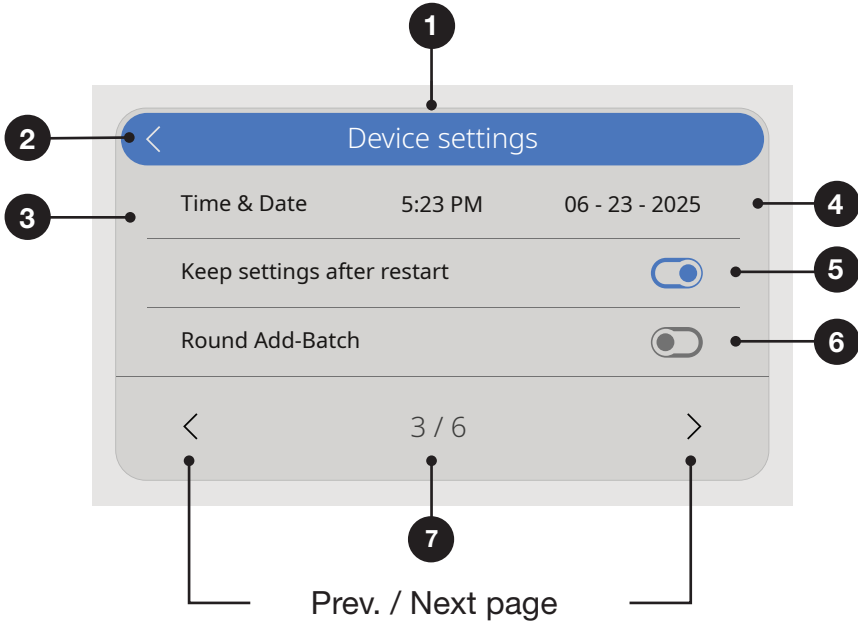 1
2
Device settings
3
Time & Date 5:23 PM 06 - 23 - 2025
4
Keep settings after restart
5
Round Add-Batch
6
3 / 6
7
Prev. / Next page